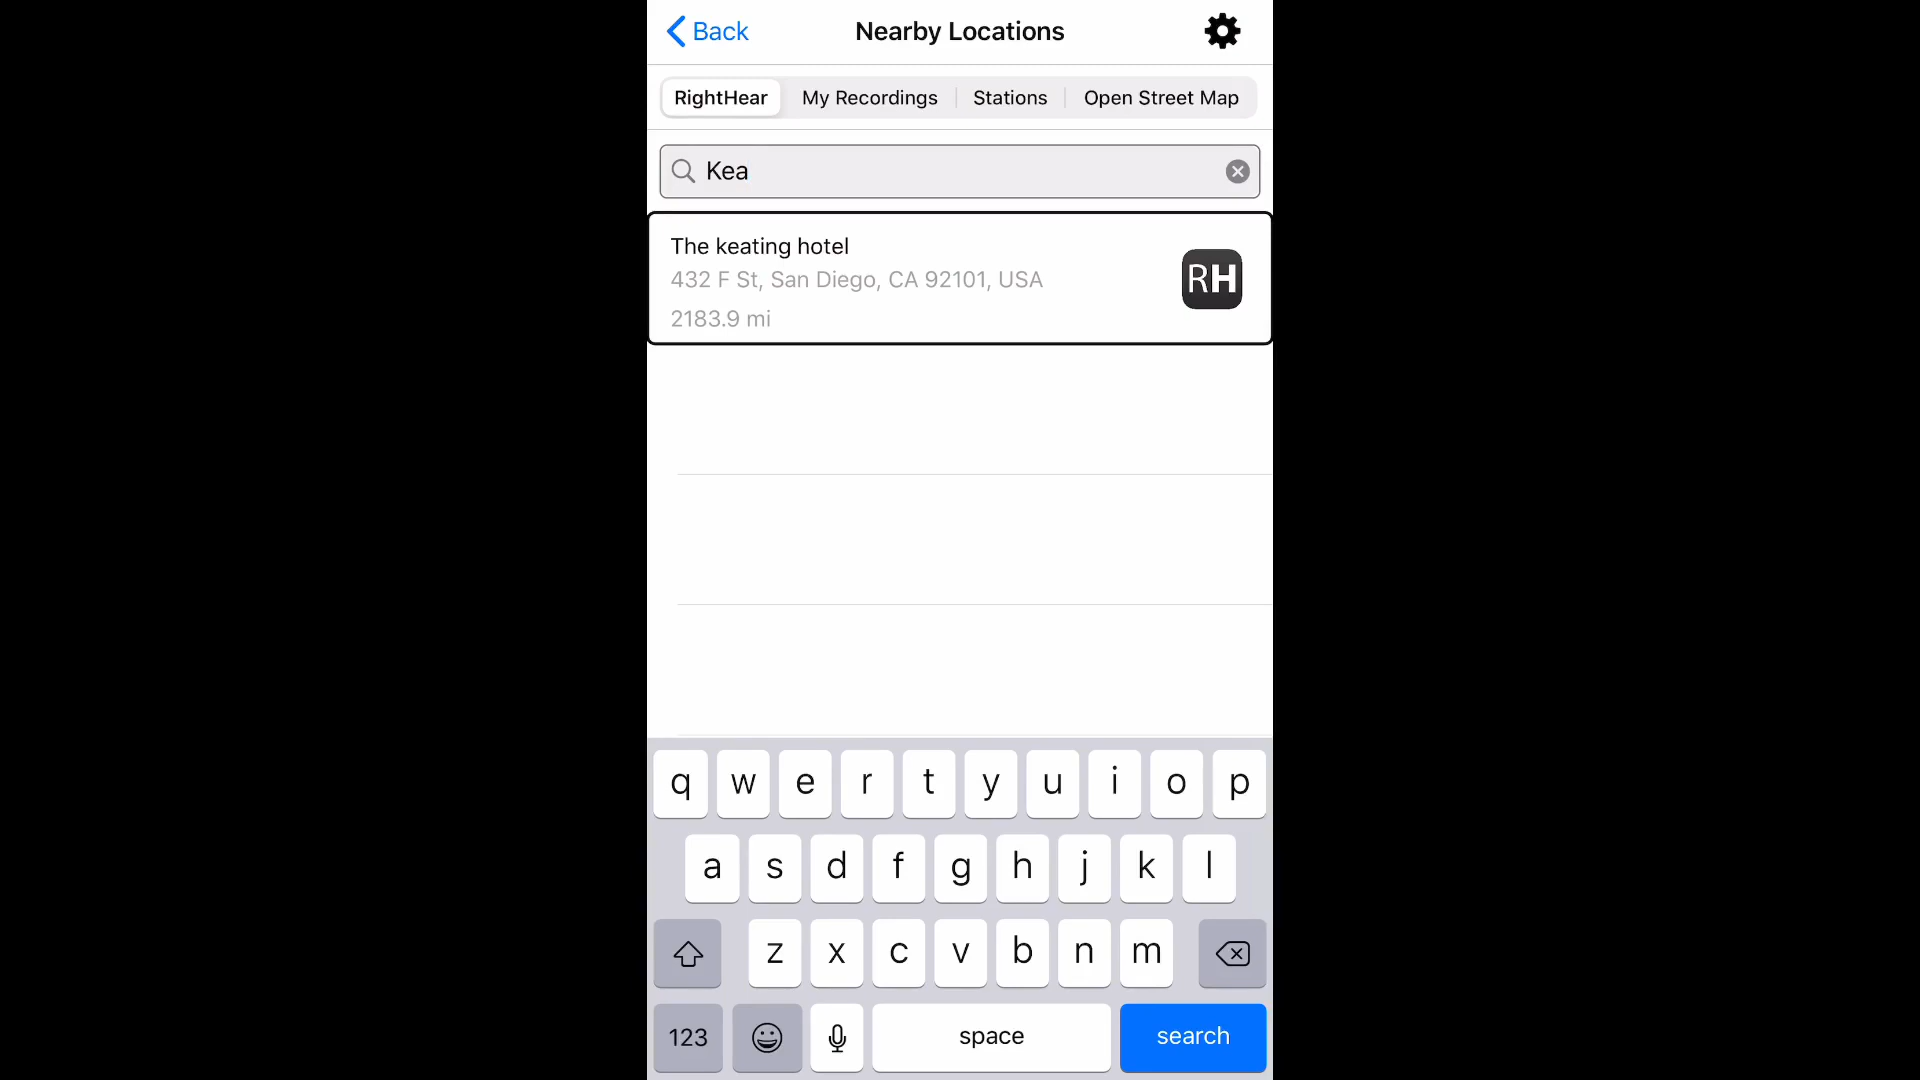 Back Nearby Locations
RightHear My Recordings Stations Open Street Map
Kea
The keating hotel
432 F St, San Diego, CA 92101, USA
RH
2183.9 mi
q w e r t y u i o p
a s d f g h j k l
z x c v b n m
123 space search